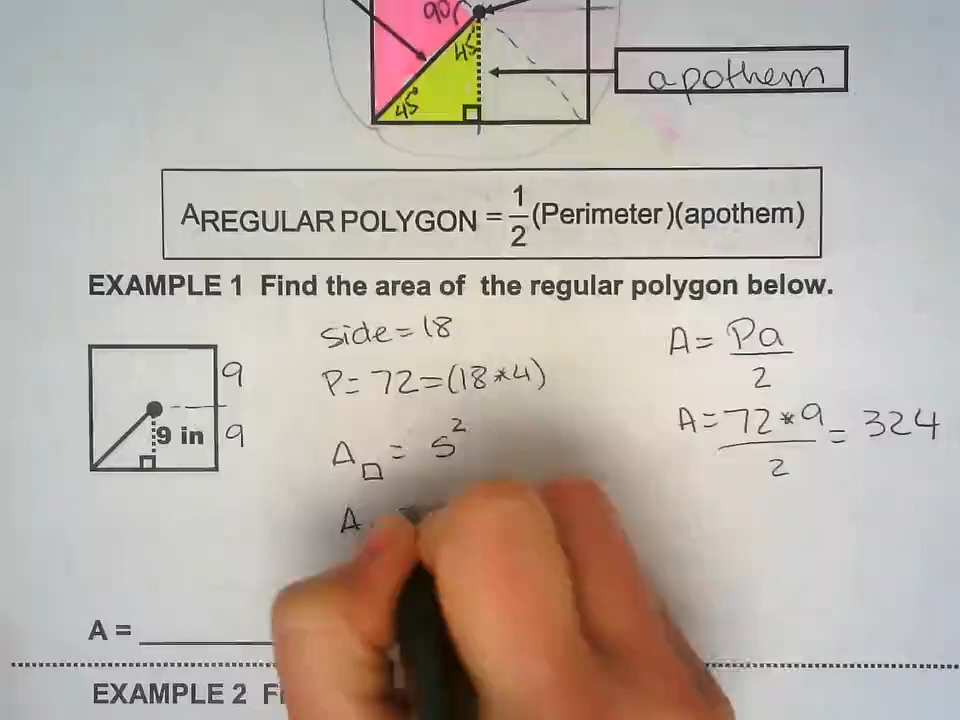 90
45
45°
apothem
AREGULAR POLYGON = 1/2 (Perimeter)(apothem)
EXAMPLE 1 Find the area of the regular polygon below.
side = 18
P = 72 = (18*4)
A□ = s²
A
9
9
9 in
A = Pa/2
A = 72*9/2 = 324
A = ________
EXAMPLE 2